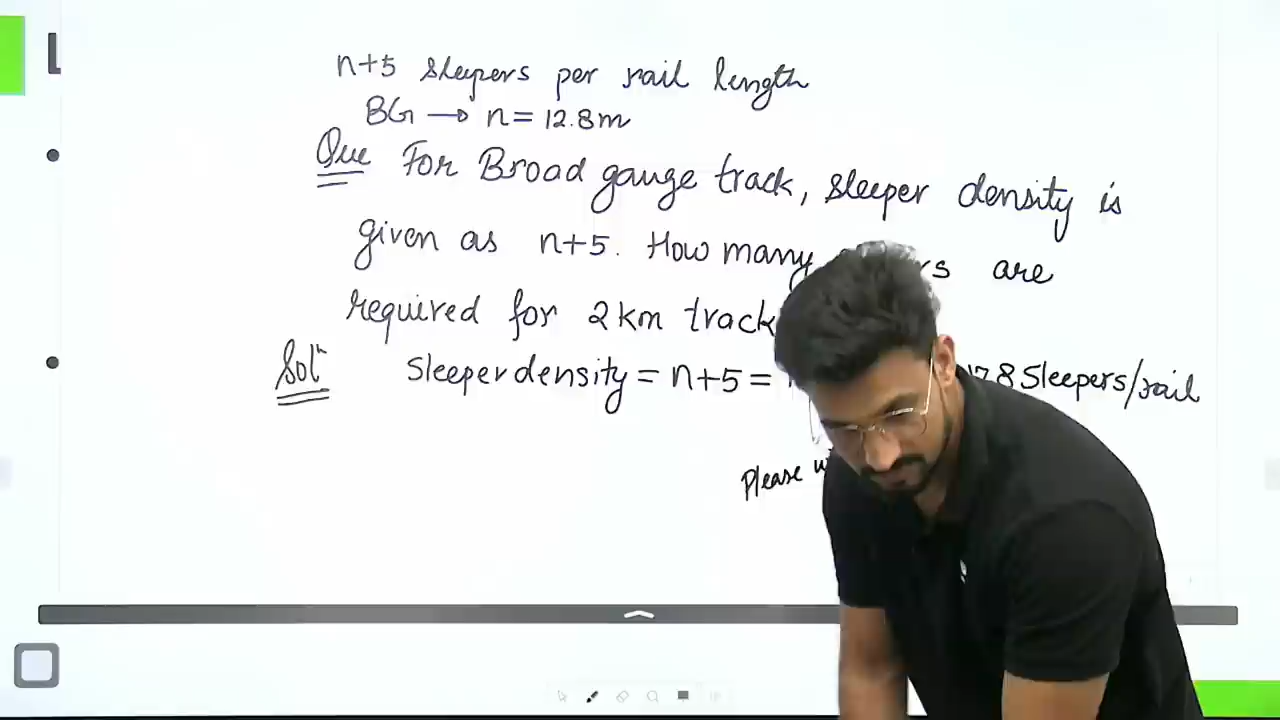 L
n+5 sleepers per rail length
BG → n = 12.8m
Que For Broad gauge track, sleeper density is
given as n+5. How many are
required for 2km track
Solⁿ Sleeper density = n+5 = 17.8 Sleepers/rail
Please